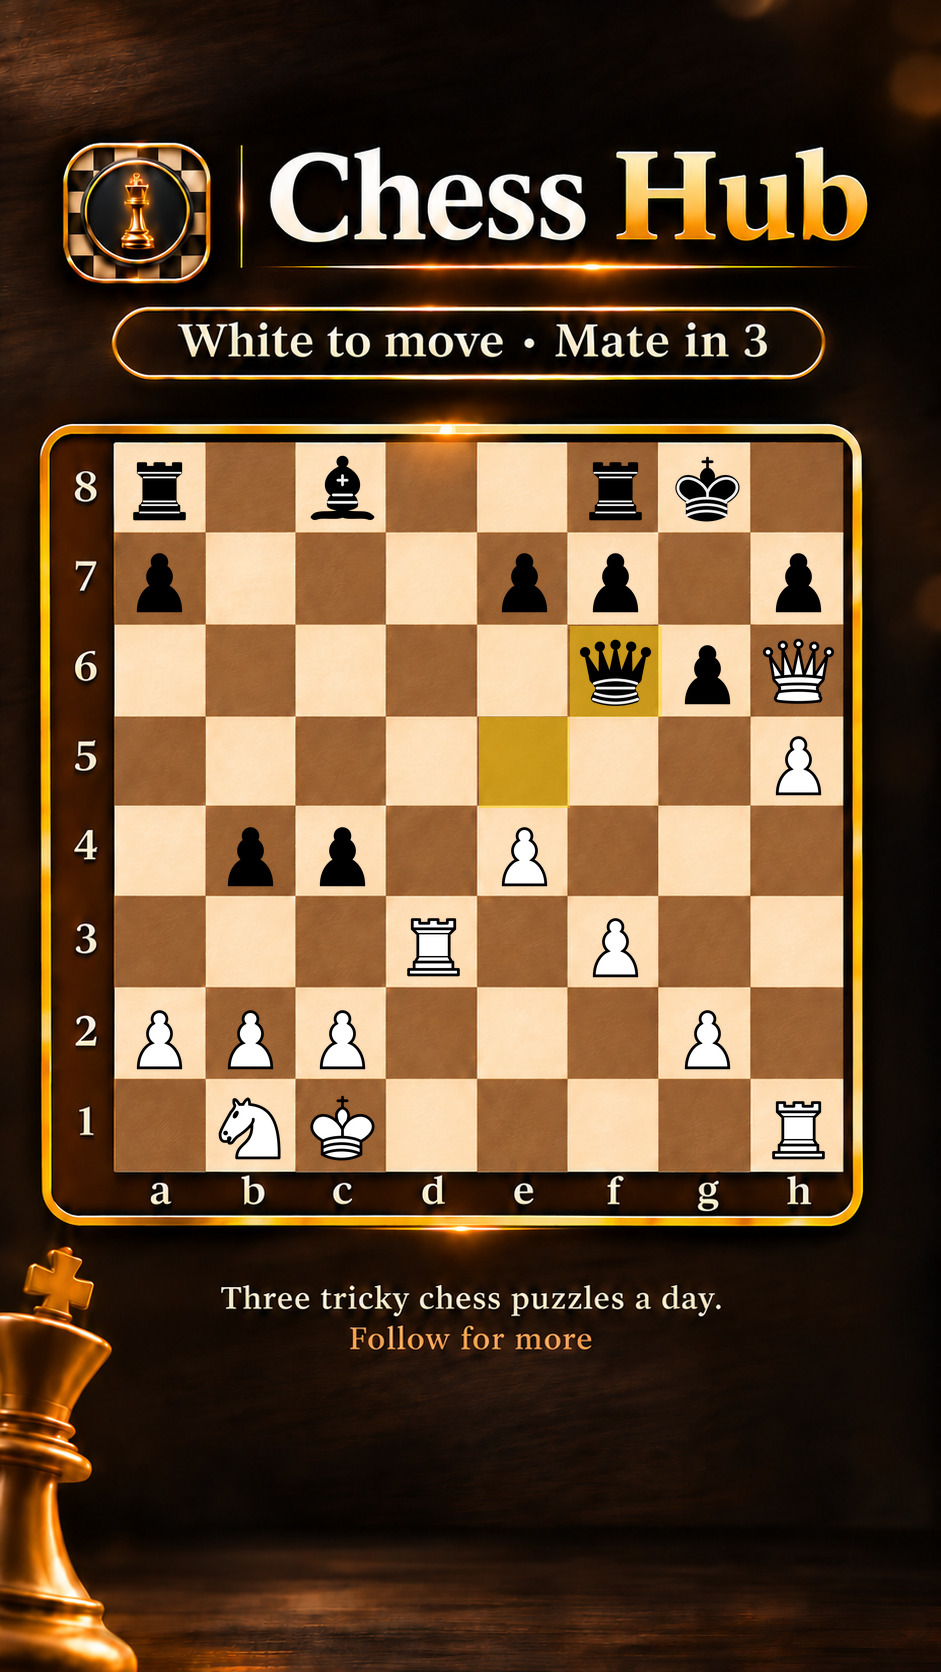 Chess Hub
White to move • Mate in 3
8
7
6
5
4
3
2
1
a b c d e f g h
Three tricky chess puzzles a day.
Follow for more